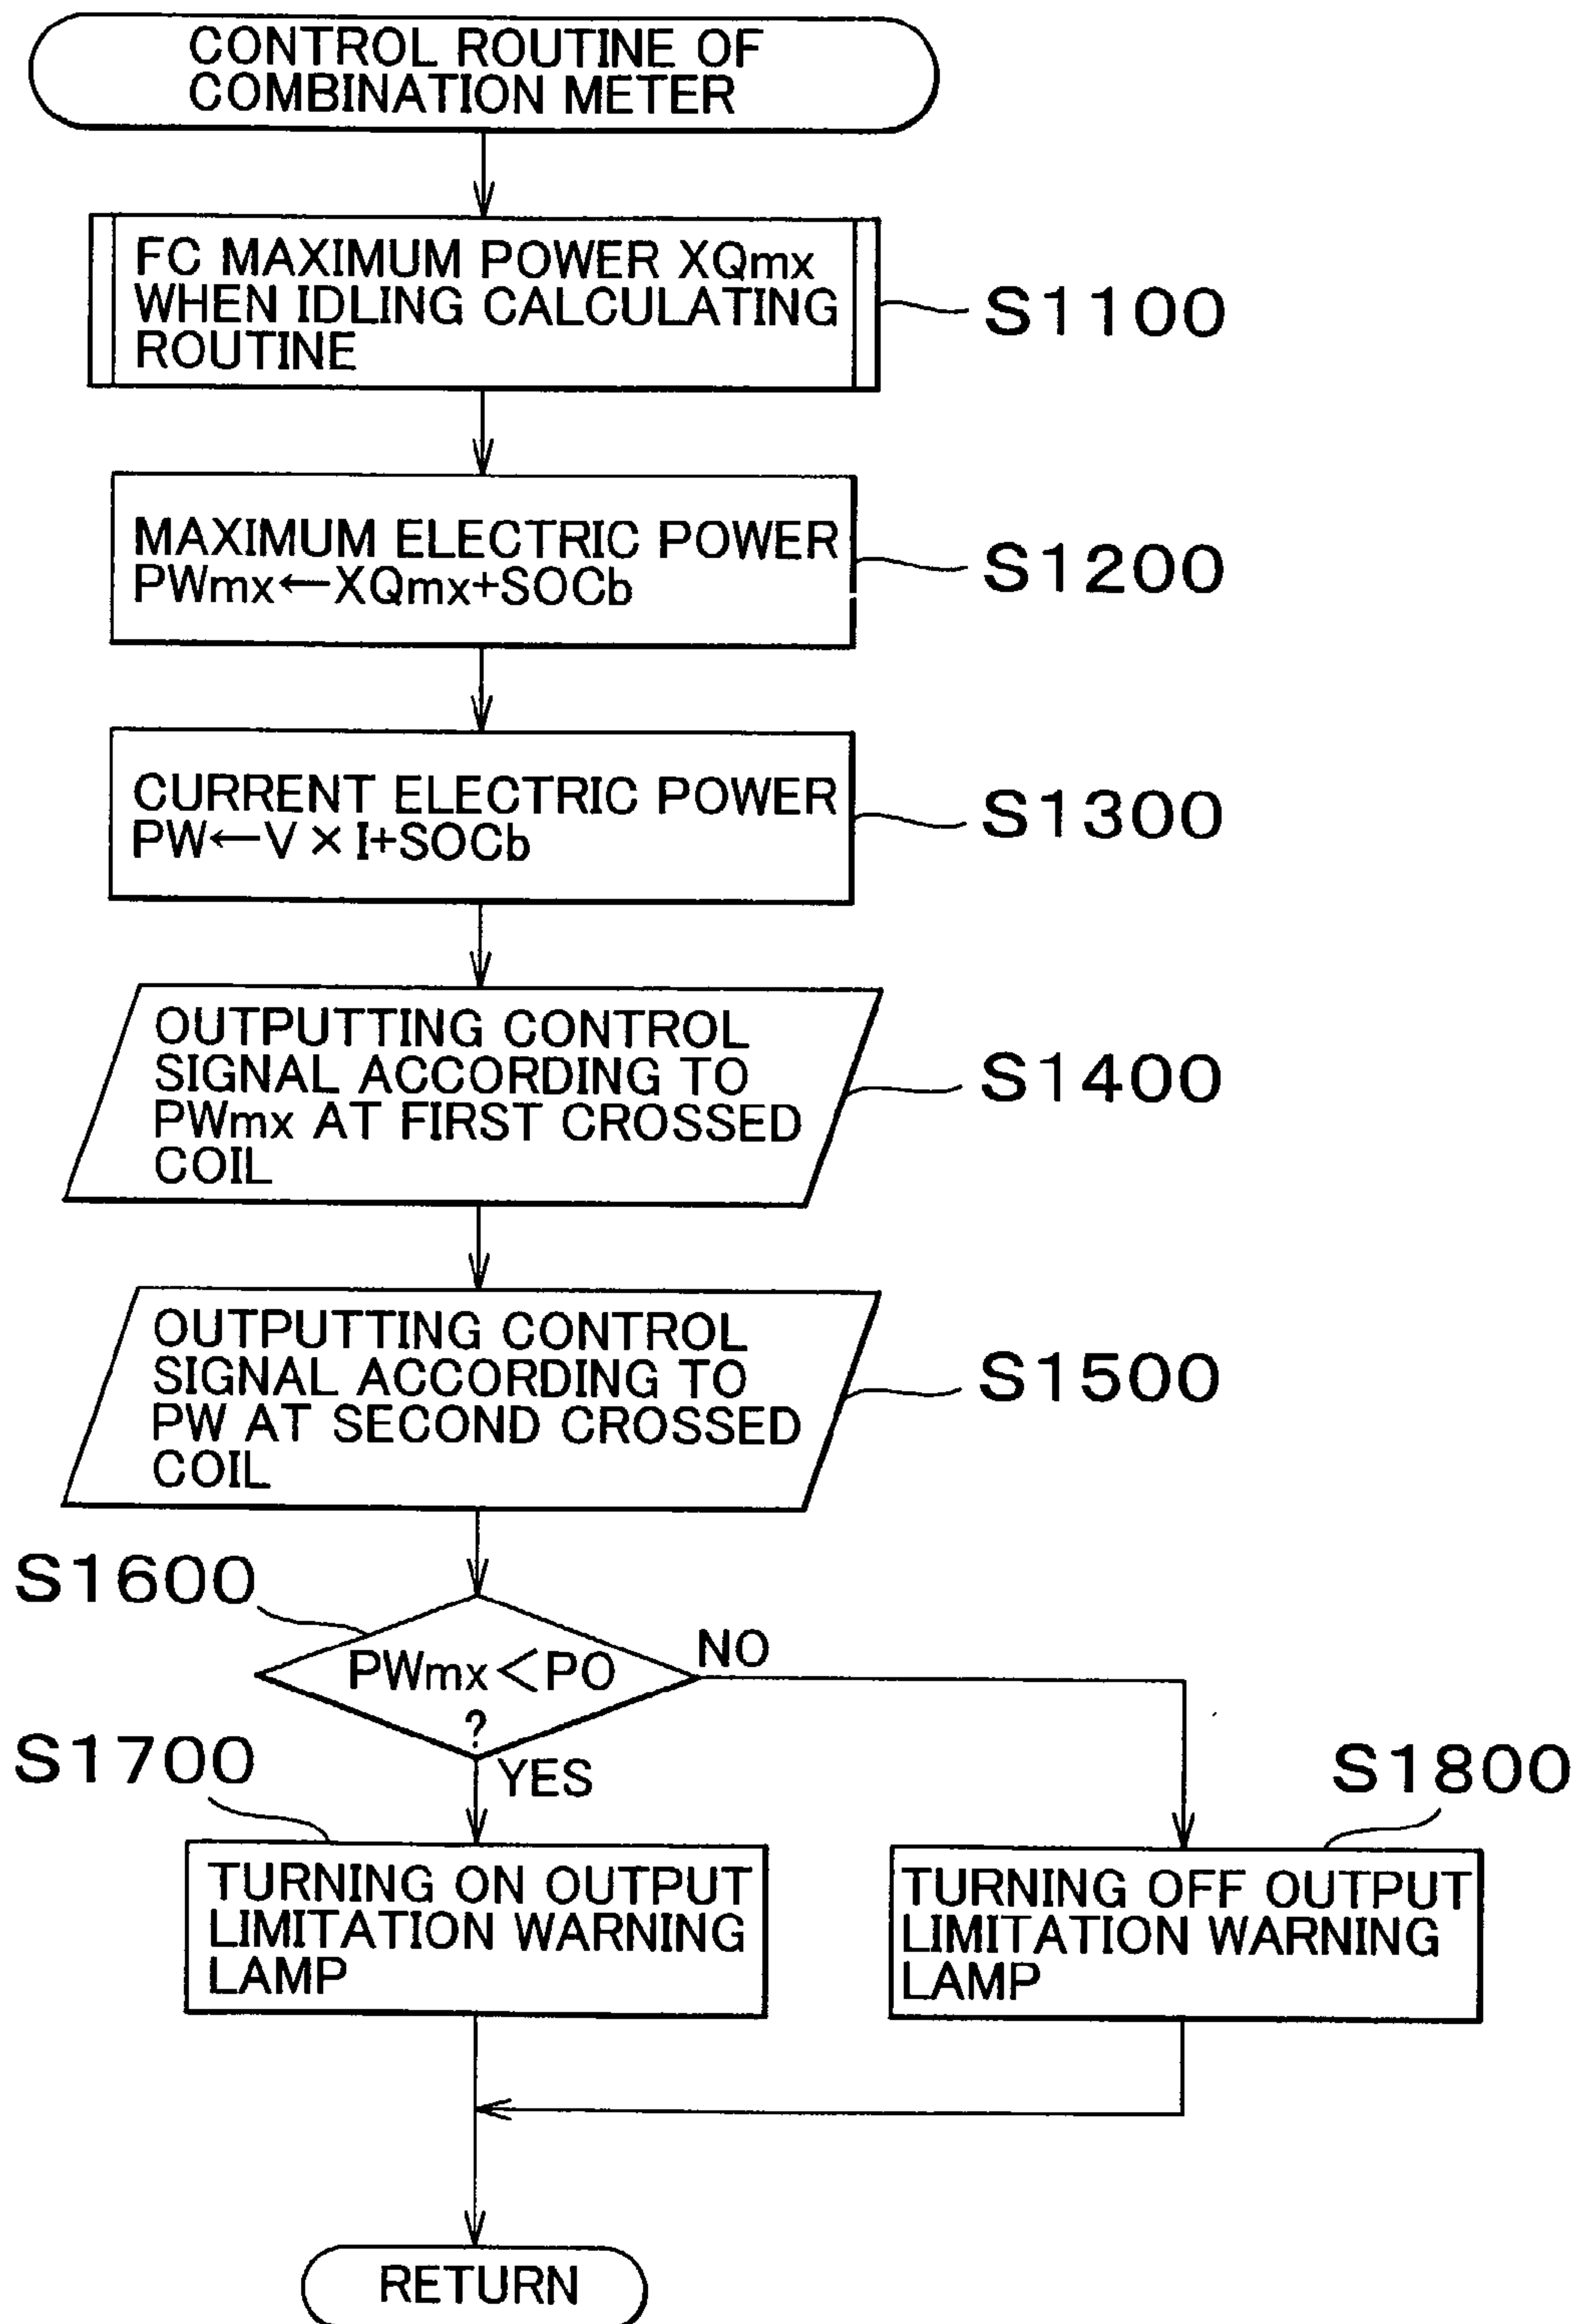 CONTROL ROUTINE OF
COMBINATION METER
FC MAXIMUM POWER XQmx
WHEN IDLING CALCULATING
ROUTINE
S1100
MAXIMUM ELECTRIC POWER
PWmx←XQmx+SOCb
S1200
CURRENT ELECTRIC POWER
PW←V×I+SOCb
S1300
OUTPUTTING CONTROL
SIGNAL ACCORDING TO
PWmx AT FIRST CROSSED
COIL
S1400
OUTPUTTING CONTROL
SIGNAL ACCORDING TO
PW AT SECOND CROSSED
COIL
S1500
S1600
PWmx<PO
?
NO
YES
S1700
TURNING ON OUTPUT
LIMITATION WARNING
LAMP
S1800
TURNING OFF OUTPUT
LIMITATION WARNING
LAMP
RETURN